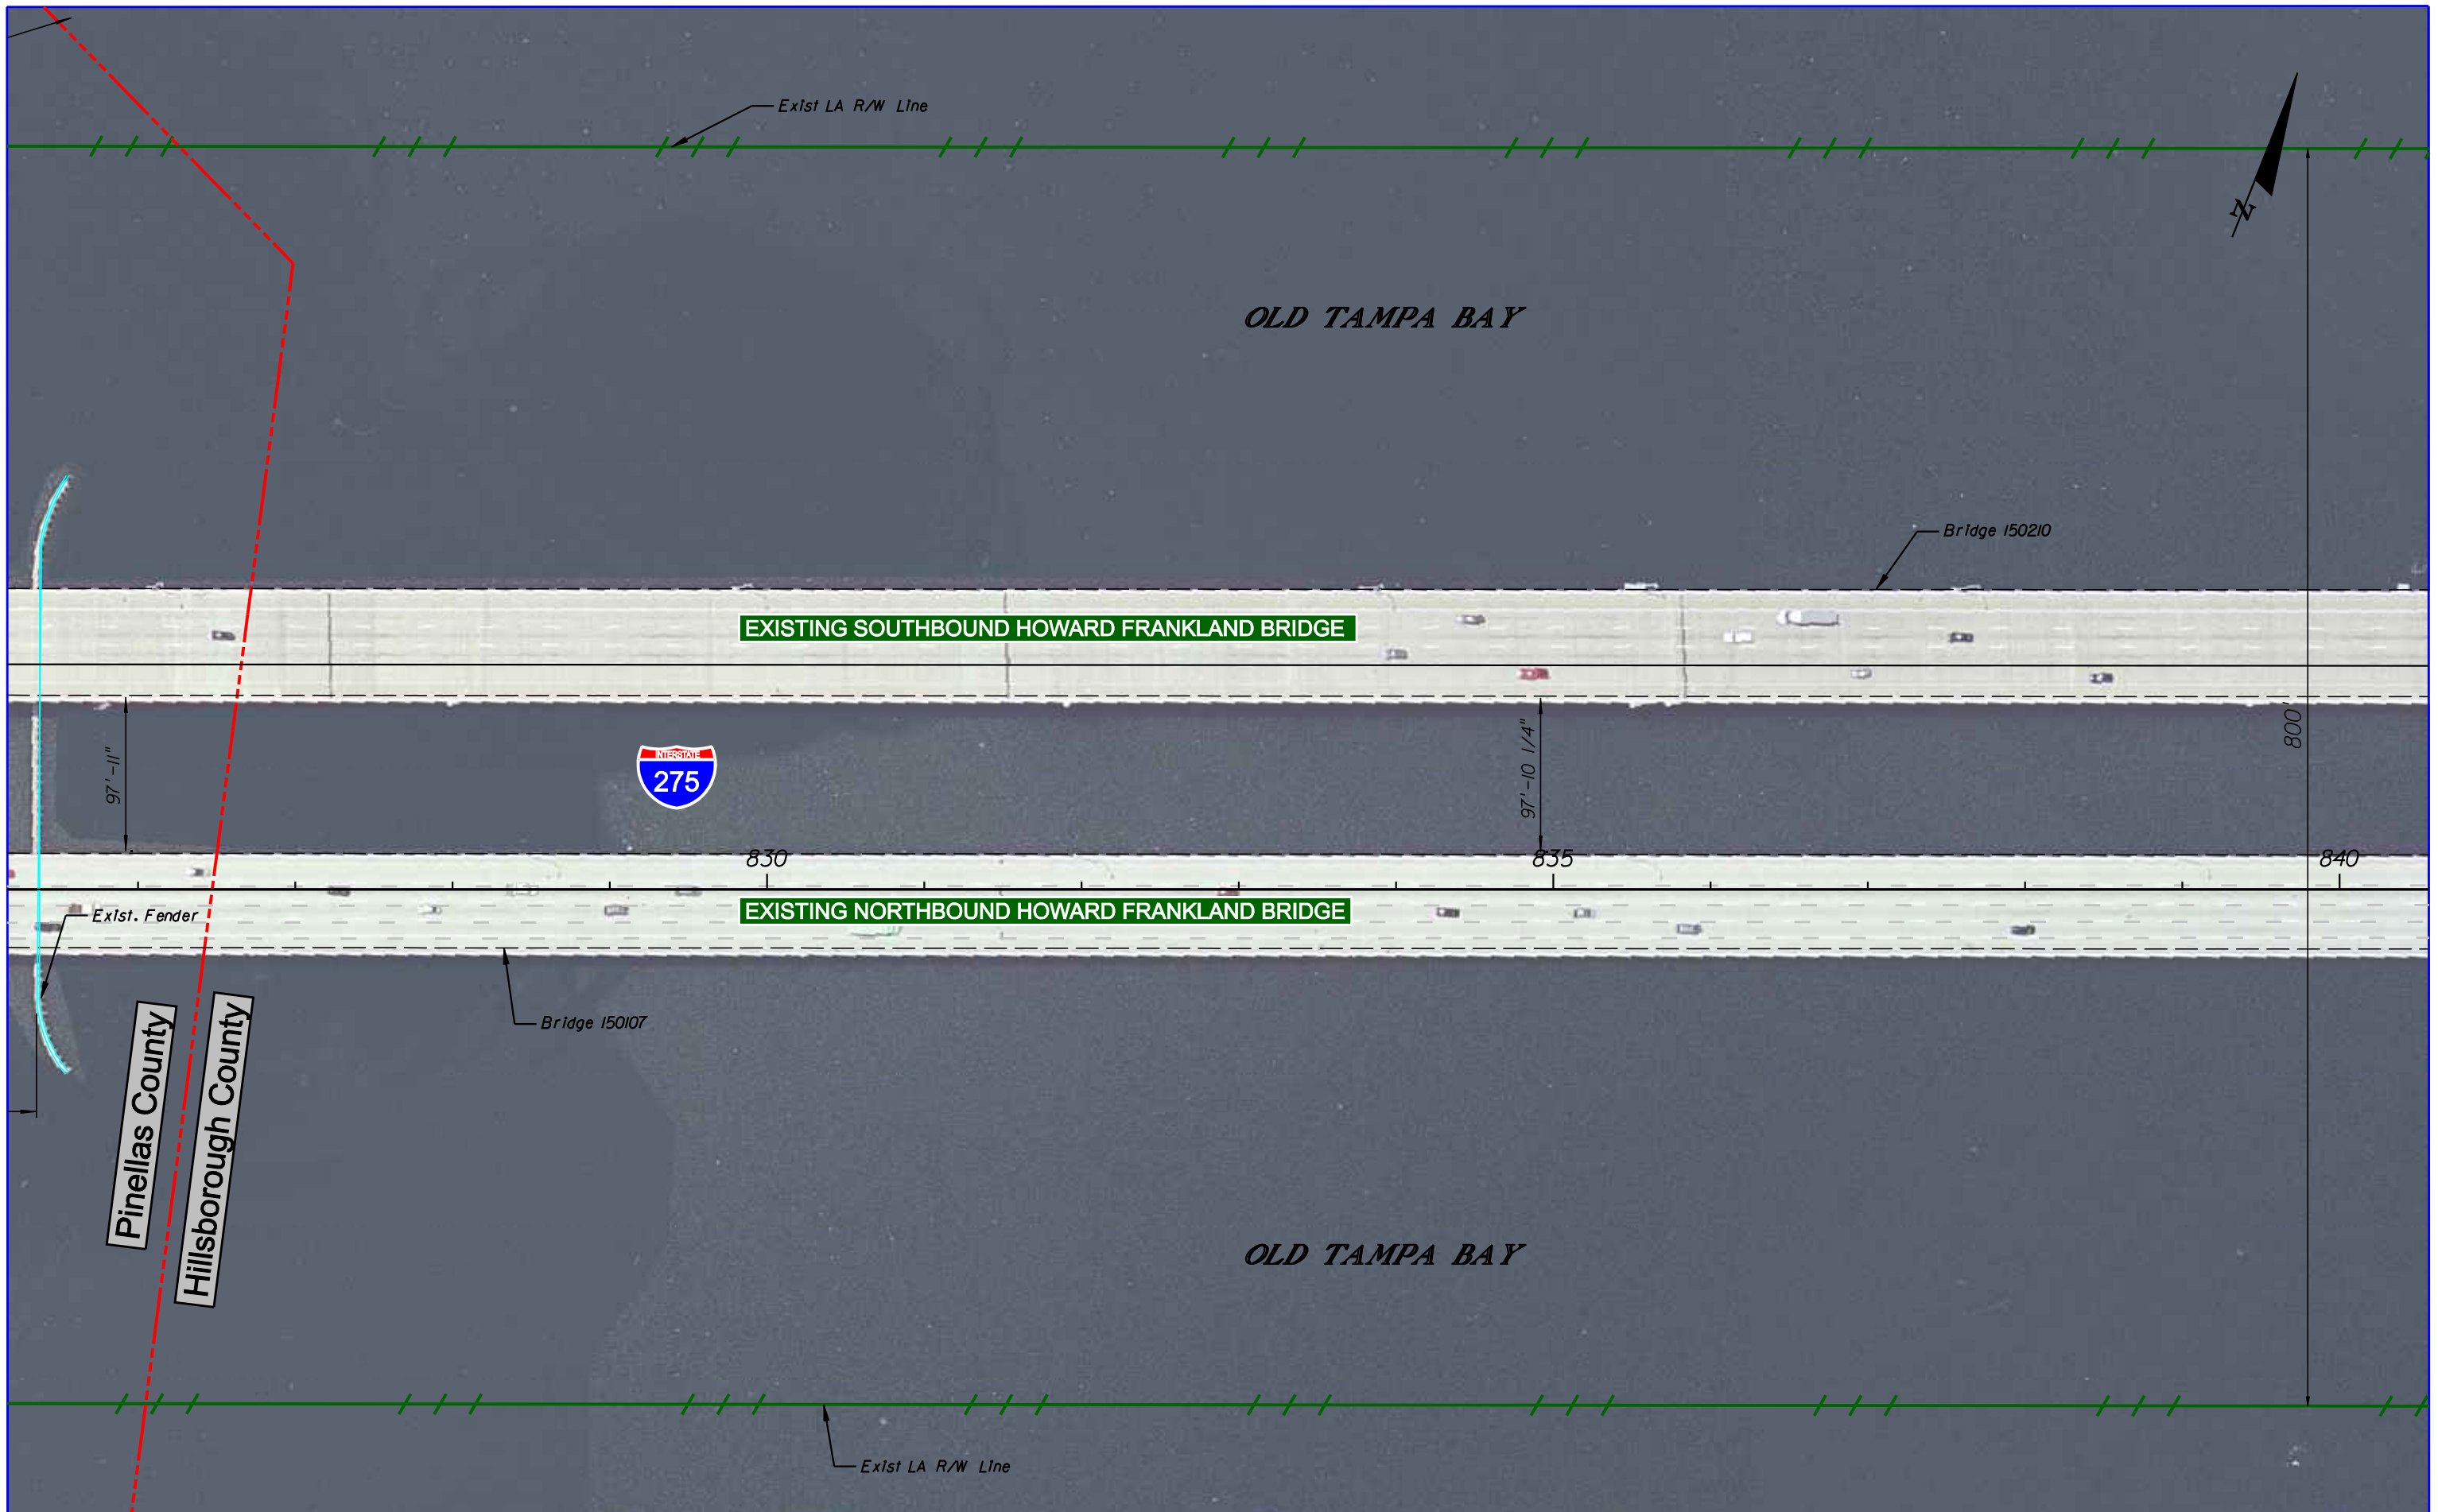 Exist LA R/W Line
N
OLD TAMPA BAY
Bridge 150210
EXISTING SOUTHBOUND HOWARD FRANKLAND BRIDGE
800'
97'-11"
INTERSTATE
275
97'-10 1/4"
830
835
840
EXISTING NORTHBOUND HOWARD FRANKLAND BRIDGE
Exist. Fender
Bridge 150107
Pinellas County
Hillsborough County
OLD TAMPA BAY
Exist LA R/W Line